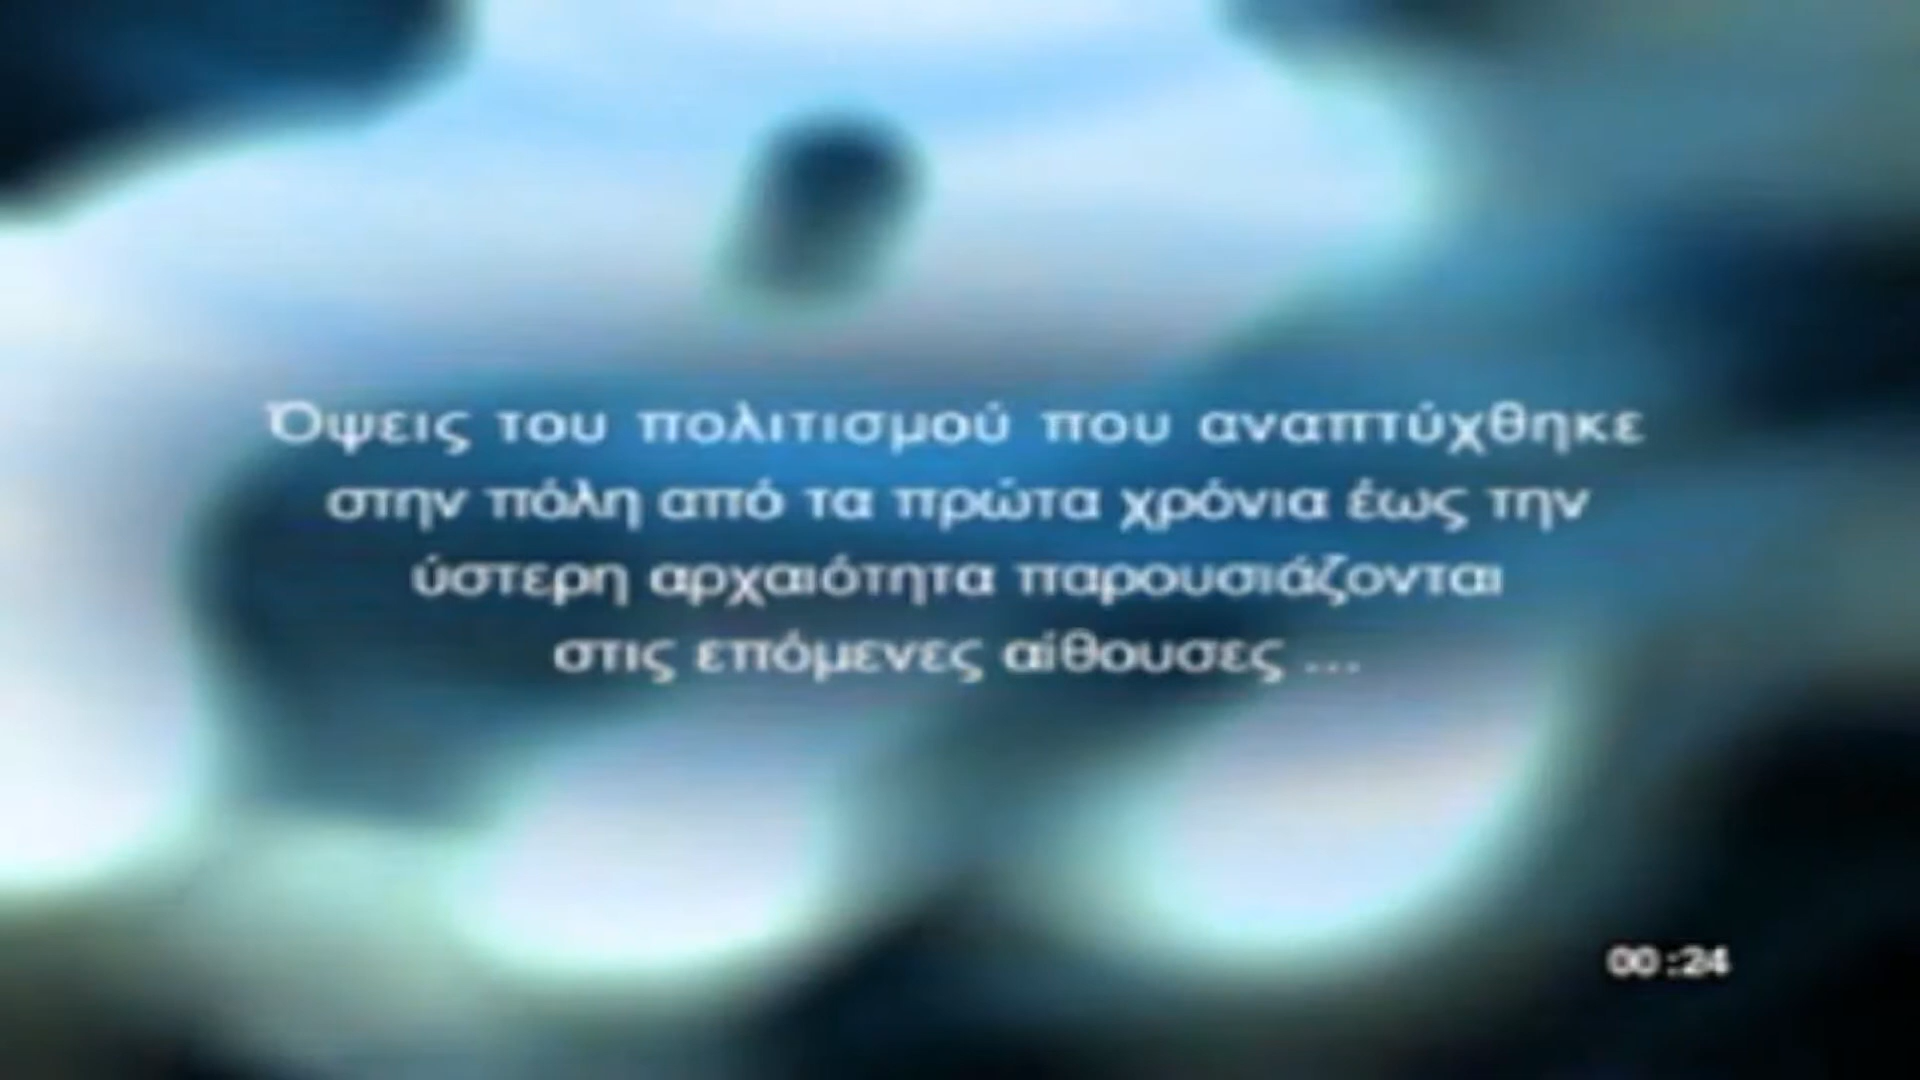 Όψεις του πολιτισμού που αναπτύχθηκε
στην πόλη από τα πρώτα χρόνια έως την
ύστερη αρχαιότητα παρουσιάζονται
στις επόμενες αίθουσες ...
00:24